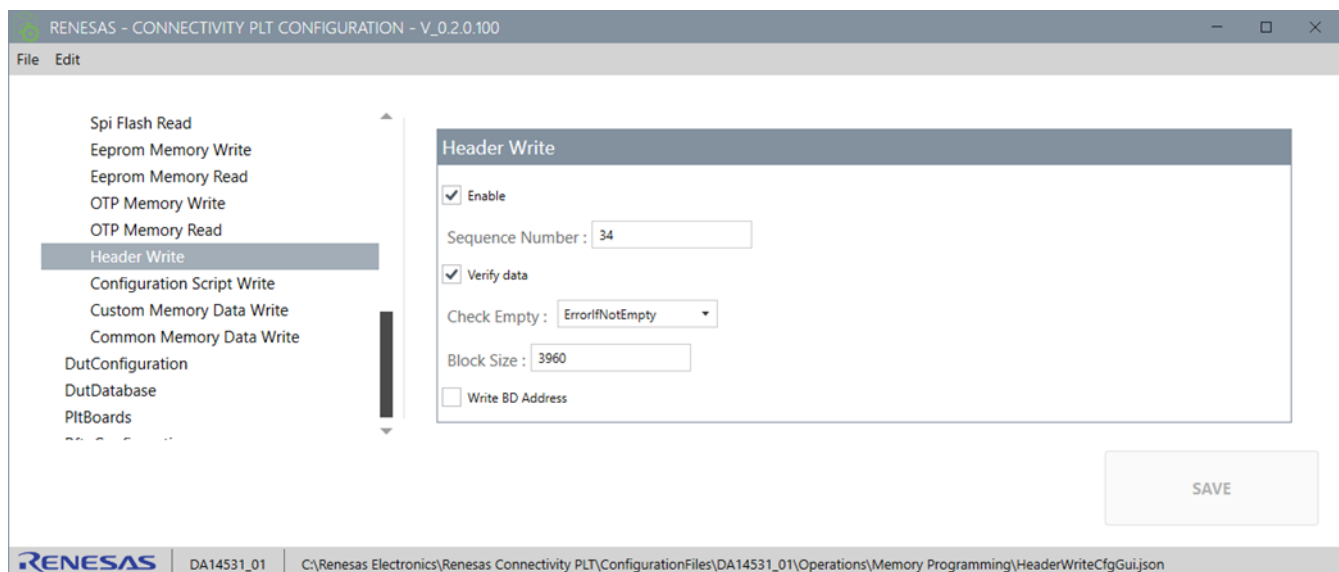 RENESAS - CONNECTIVITY PLT CONFIGURATION - V_0.2.0.100
File Edit
Spi Flash Read
Eeprom Memory Write
Eeprom Memory Read
OTP Memory Write
OTP Memory Read
Header Write
Configuration Script Write
Custom Memory Data Write
Common Memory Data Write
DutConfiguration
DutDatabase
PltBoards
Header Write
Enable
Sequence Number : 34
Verify data
Check Empty : ErrorIfNotEmpty
Block Size : 3960
Write BD Address
SAVE
RENESAS DA14531_01 C:\Renesas Electronics\Renesas Connectivity PLT\ConfigurationFiles\DA14531_01\Operations\Memory Programming\HeaderWriteCfgGui.json